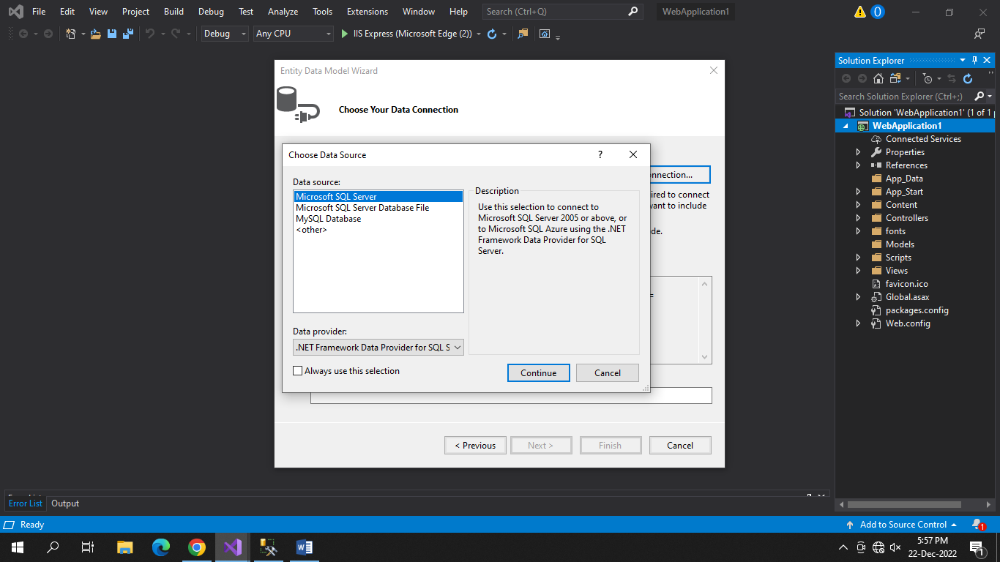 File Edit View Project Build Debug Test Analyze Tools Extensions Window Help Search (Ctrl+Q) WebApplication1 0
Debug Any CPU IIS Express (Microsoft Edge (2))
Entity Data Model Wizard
Choose Your Data Connection
Choose Data Source ?
Data source:
Microsoft SQL Server
Microsoft SQL Server Database File
MySQL Database
<other>
Description
Use this selection to connect to
Microsoft SQL Server 2005 or above, or
to Microsoft SQL Azure using the .NET
Framework Data Provider for SQL
Server.
Data provider:
.NET Framework Data Provider for SQL S
Always use this selection
Continue Cancel
nnection...
ired to connect
vant to include
de.
=
< Previous Next > Finish Cancel
Solution Explorer
Search Solution Explorer (Ctrl+;)
Solution 'WebApplication1' (1 of 1 p
WebApplication1
Connected Services
Properties
References
App_Data
App_Start
Content
Controllers
fonts
Models
Scripts
Views
favicon.ico
Global.asax
packages.config
Web.config
Error List Output
Ready Add to Source Control 1
5:57 PM
22-Dec-2022
1